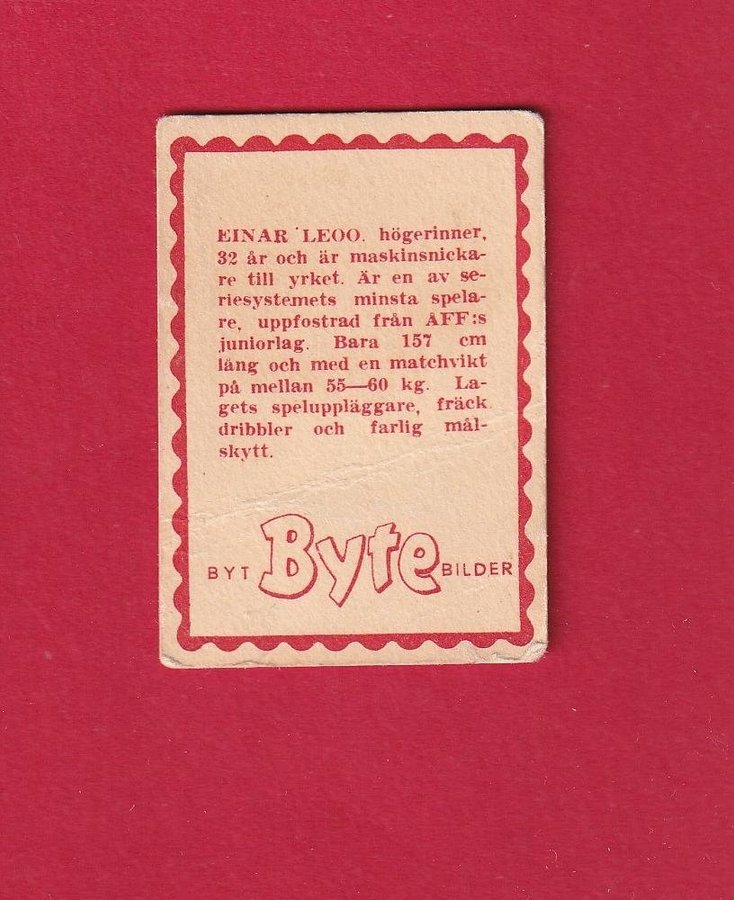 EINAR LEOO. högerinner,
32 år och är maskinsnicka-
re till yrket. Är en av se-
riesystemets minsta spela-
re, uppfostrad från ÅFF:s
juniorlag. Bara 157 cm
lång och med en matchvikt
på mellan 55—60 kg. La-
gets speluppläggare, fräck
dribbler och farlig mål-
skytt.
BYT Byte BILDER